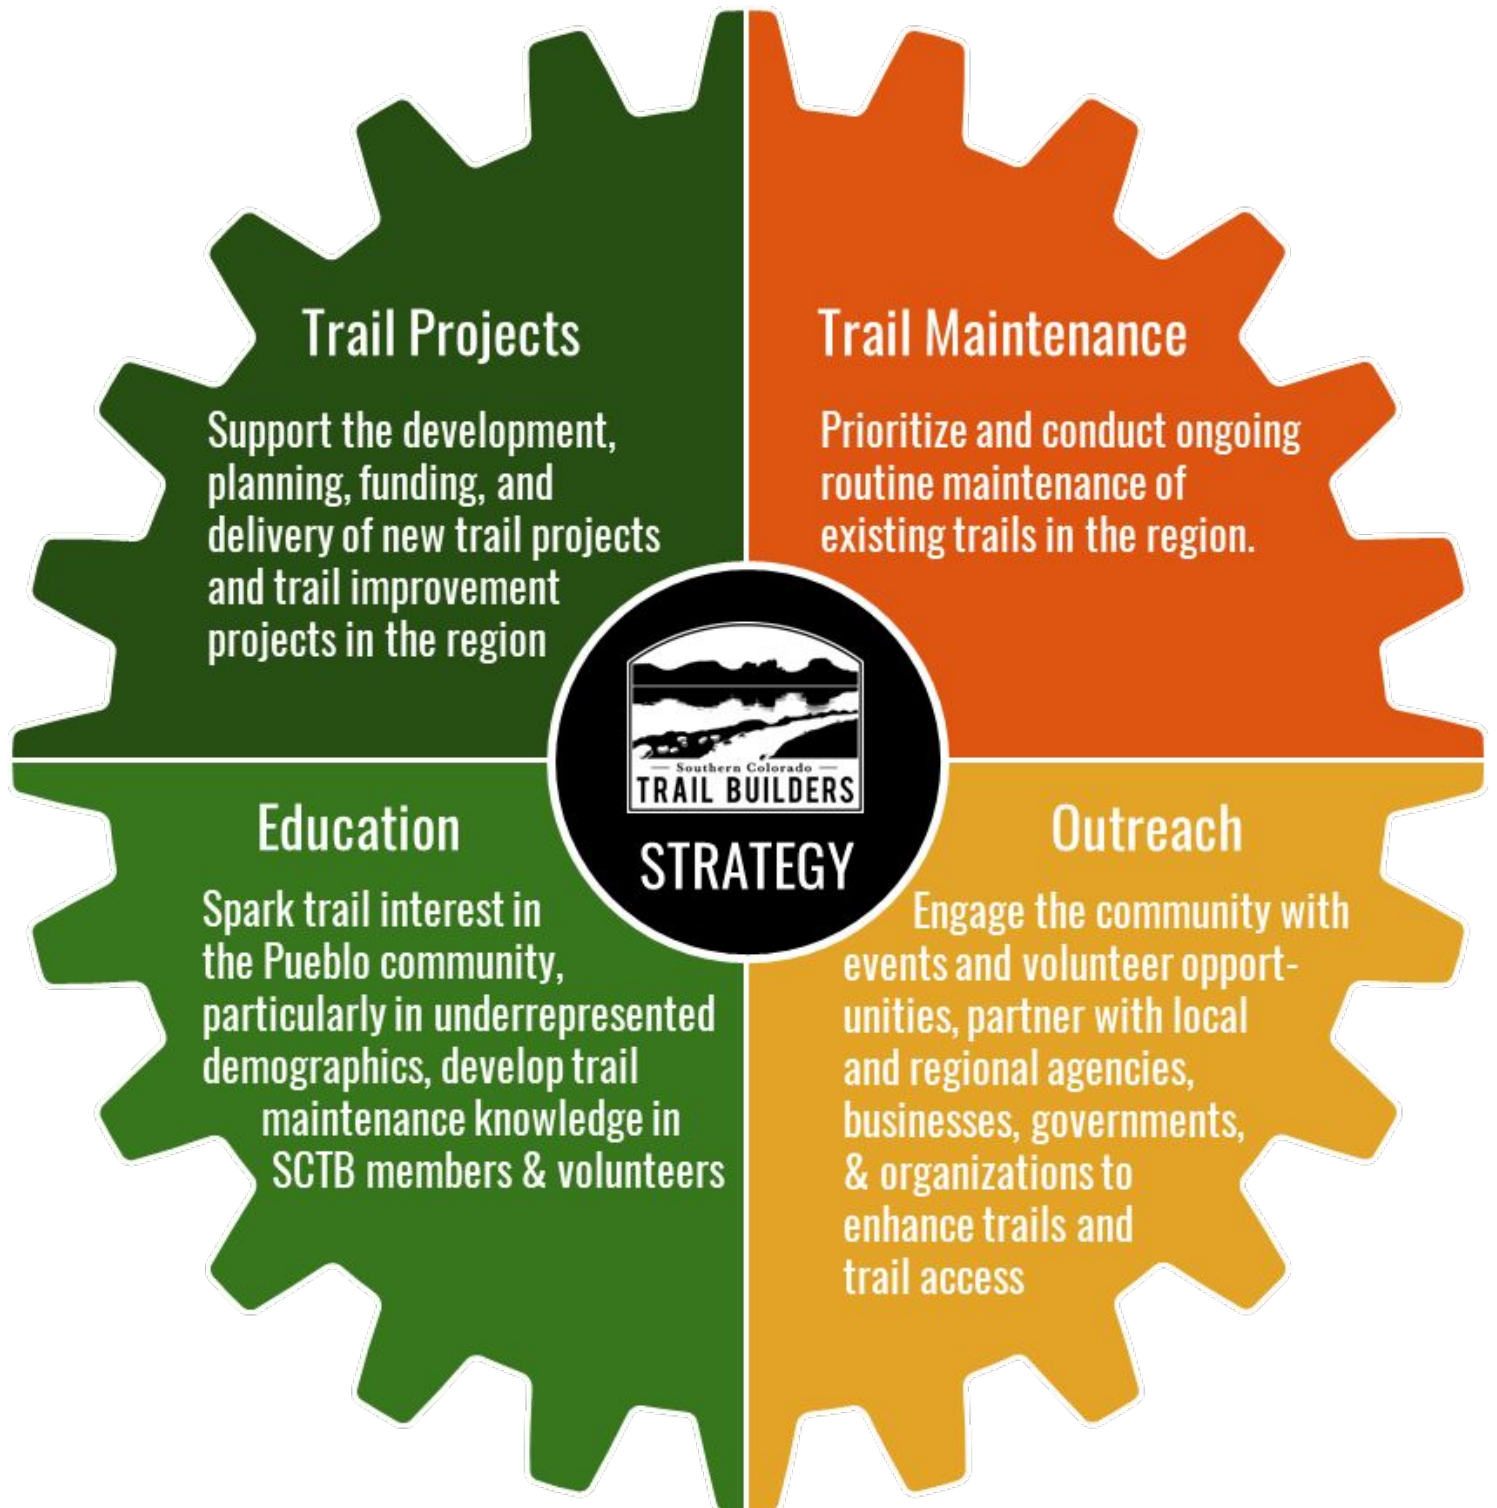 Trail Projects
Support the development,
planning, funding, and
delivery of new trail projects
and trail improvement
projects in the region
Trail Maintenance
Prioritize and conduct ongoing
routine maintenance of
existing trails in the region.
Southern Colorado
TRAIL BUILDERS
STRATEGY
Education
Spark trail interest in
the Pueblo community,
particularly in underrepresented
demographics, develop trail
maintenance knowledge in
SCTB members & volunteers
Outreach
Engage the community with
events and volunteer opport-
unities, partner with local
and regional agencies,
businesses, governments,
& organizations to
enhance trails and
trail access